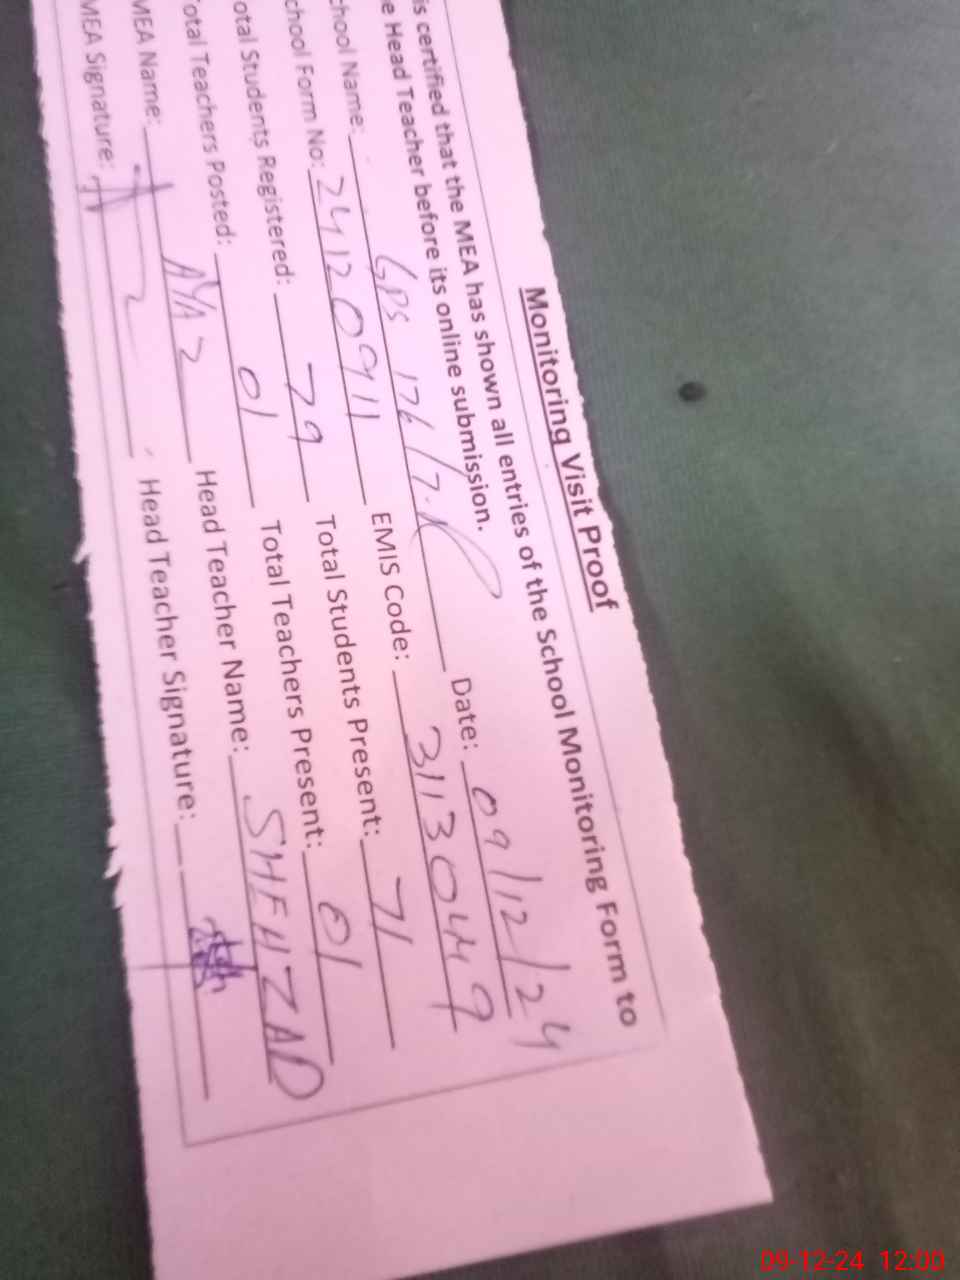 Monitoring Visit Proof
is certified that the MEA has shown all entries of the School Monitoring Form to
e Head Teacher before its online submission.
chool Name: GPS 176/7.R Date: 09/12/24
chool Form No: 24120911 EMIS Code: 31130449
otal Students Registered: 79 Total Students Present: 71
otal Teachers Posted: 01 Total Teachers Present: 01
MEA Name: AYAZ Head Teacher Name: SHEHZAD
MEA Signature: Head Teacher Signature:
09-12-24 12:00